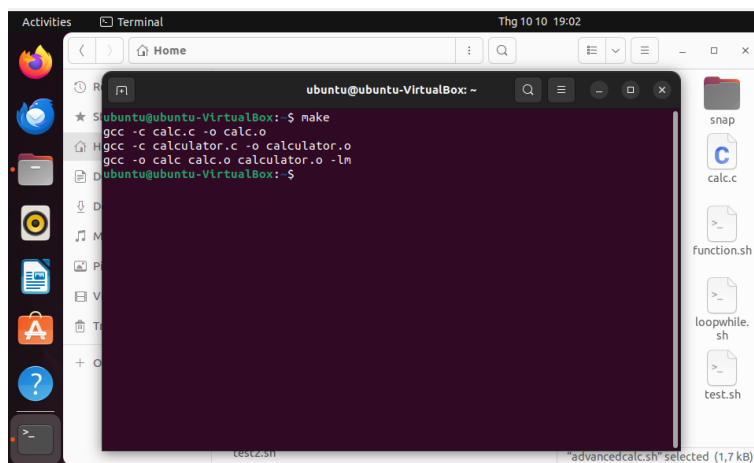 Activities
Terminal
Thg 10 10 19:02
Home
ubuntu@ubuntu-VirtualBox: ~
ubuntu@ubuntu-VirtualBox:~$ make
gcc -c calc.c -o calc.o
gcc -c calculator.c -o calculator.o
gcc -o calc calc.o calculator.o -lm
ubuntu@ubuntu-VirtualBox:~$
snap
calc.c
function.sh
loopwhile.
sh
test.sh
test2.sh
"advancedcalc.sh" selected (1,7 kB)